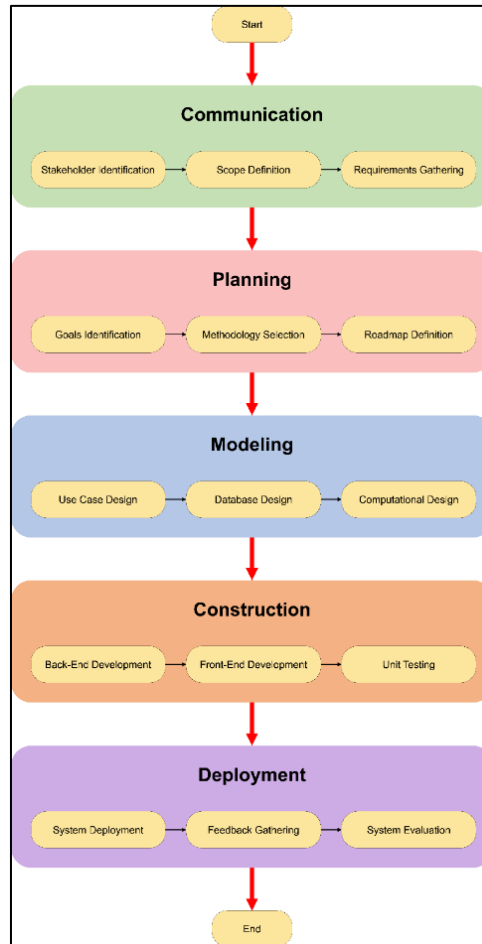 Start
Communication
Stakeholder Identification
Scope Definition
Requirements Gathering
Planning
Goals Identification
Methodology Selection
Roadmap Definition
Modeling
Use Case Design
Database Design
Computational Design
Construction
Back-End Development
Front-End Development
Unit Testing
Deployment
System Deployment
Feedback Gathering
System Evaluation
End